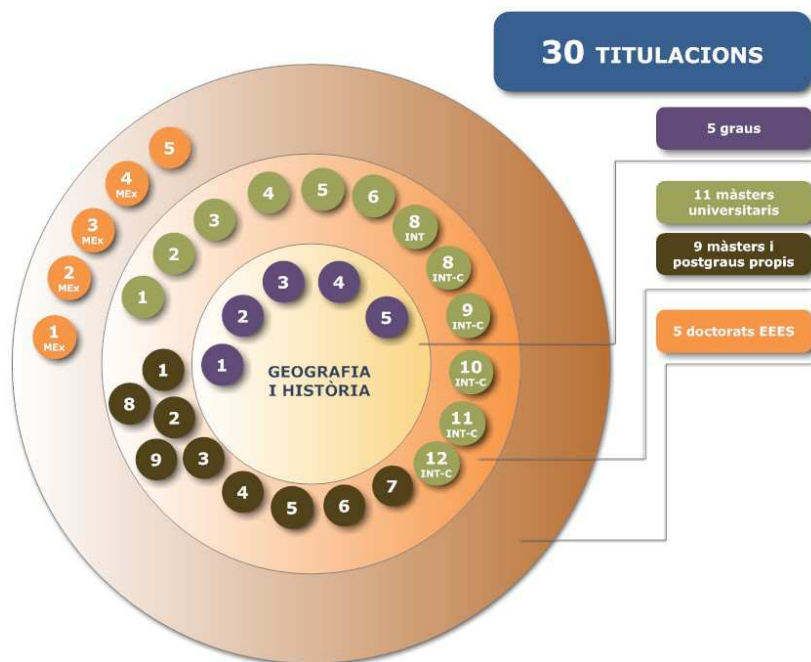 30 TITULACIONS
5 graus
11 màsters
universitaris
9 màsters i
postgraus propis
5 doctorats EEES
5
4
MEx
3
MEx
2
MEx
1
MEx
1
2
3
4
5
6
8
INT
8
INT-C
9
INT-C
10
INT-C
11
INT-C
12
INT-C
1
2
3
4
5
GEOGRAFIA
I HISTÒRIA
1
8
2
9
3
4
5
6
7